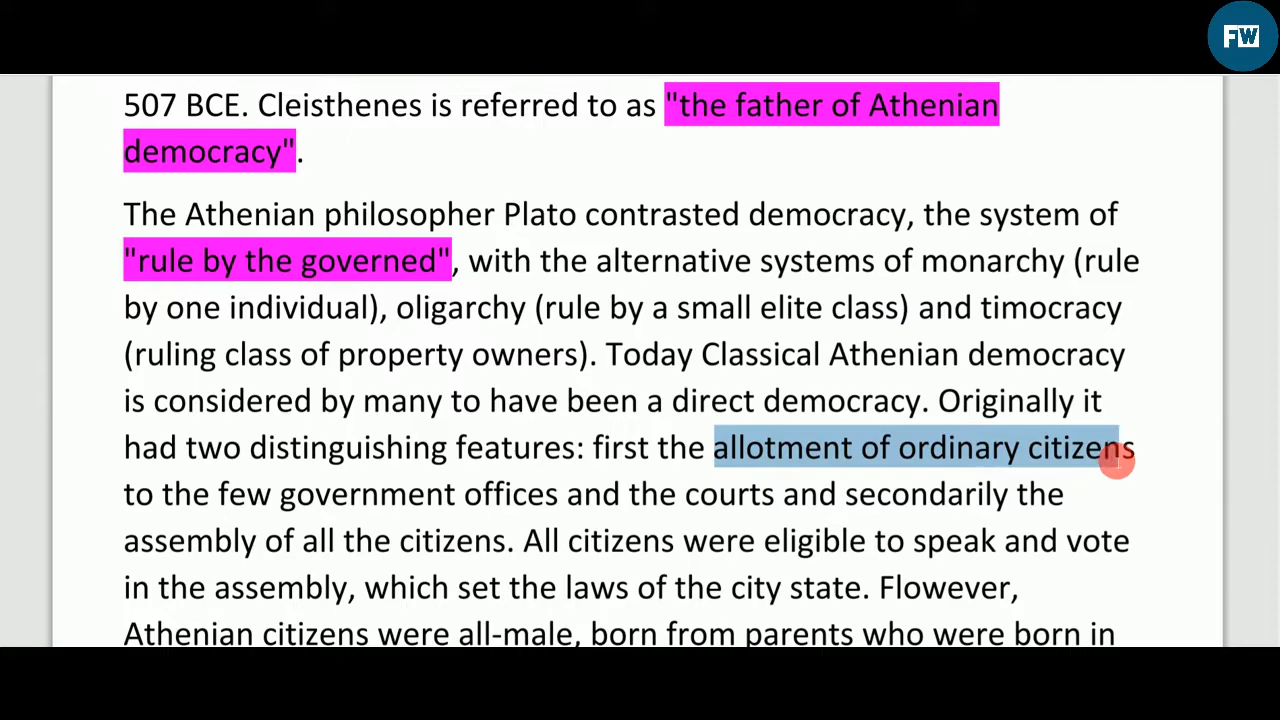 FW
507 BCE. Cleisthenes is referred to as "the father of Athenian
democracy".
The Athenian philosopher Plato contrasted democracy, the system of
"rule by the governed", with the alternative systems of monarchy (rule
by one individual), oligarchy (rule by a small elite class) and timocracy
(ruling class of property owners). Today Classical Athenian democracy
is considered by many to have been a direct democracy. Originally it
had two distinguishing features: first the allotment of ordinary citizens
to the few government offices and the courts and secondarily the
assembly of all the citizens. All citizens were eligible to speak and vote
in the assembly, which set the laws of the city state. Flowever,
Athenian citizens were all-male, born from parents who were born in